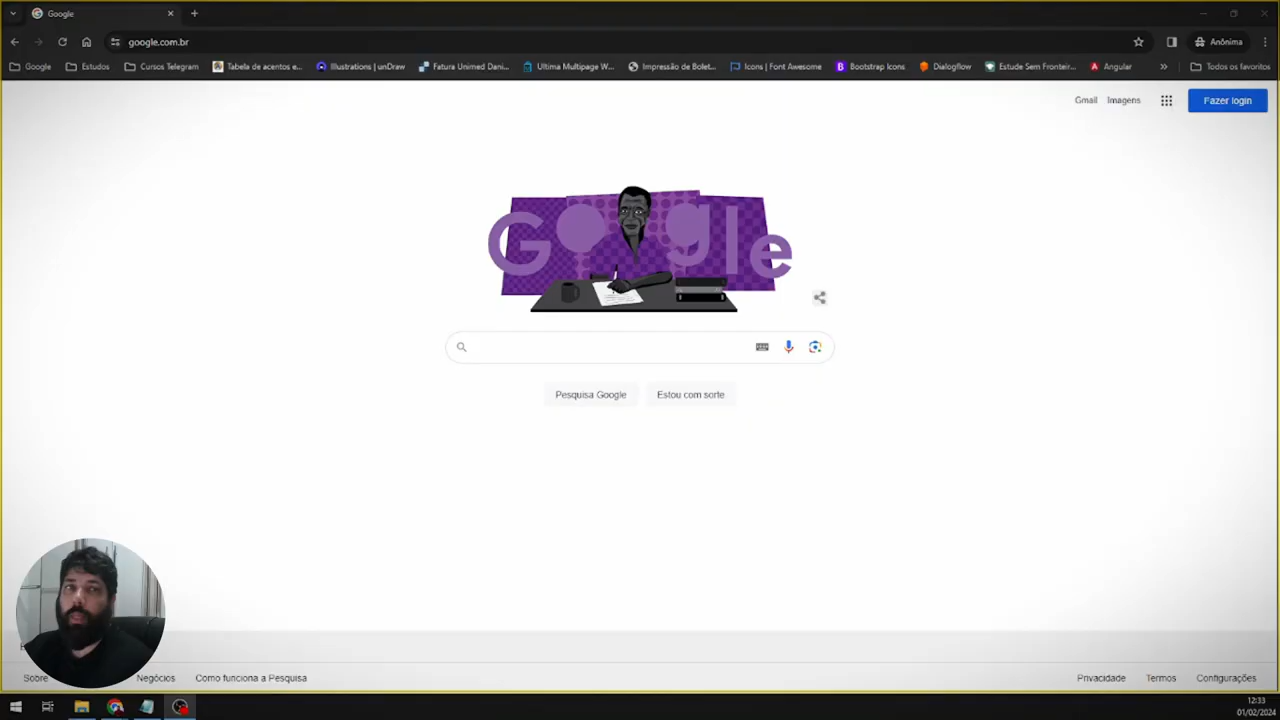 Google
google.com.br
Anônima
Google
Estudos
Cursos Telegram
Tabela de acentos e...
Illustrations | unDraw
Fatura Unimed Dani...
Ultima Multipage W...
Impressão de Bolet...
Icons | Font Awesome
Bootstrap Icons
Dialogflow
Estude Sem Fronteir...
Angular
»
Todos os favoritos
Gmail
Imagens
Fazer login
Google
Pesquisa Google
Estou com sorte
Sobre
Negócios
Como funciona a Pesquisa
Privacidade
Termos
Configurações
12:33
01/02/2024